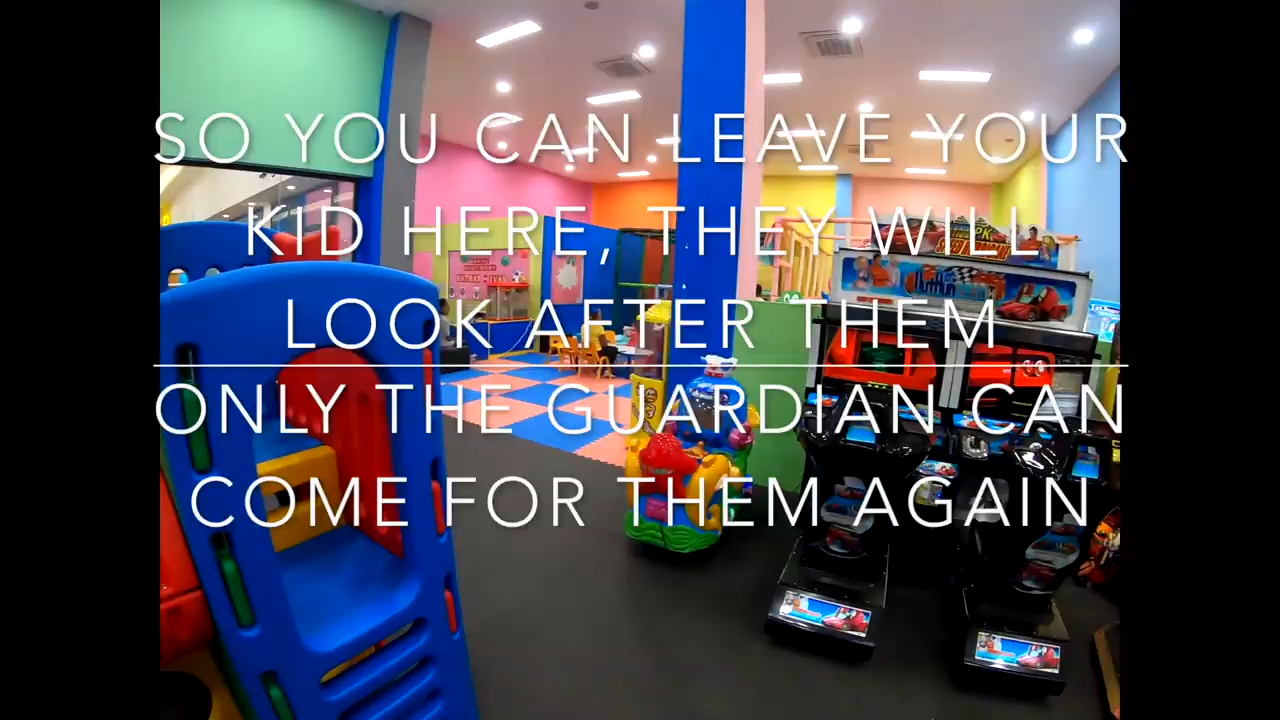 SO YOU CAN LEAVE YOUR
KID HERE, THEY WILL
LOOK AFTER THEM
ONLY THE GUARDIAN CAN
COME FOR THEM AGAIN